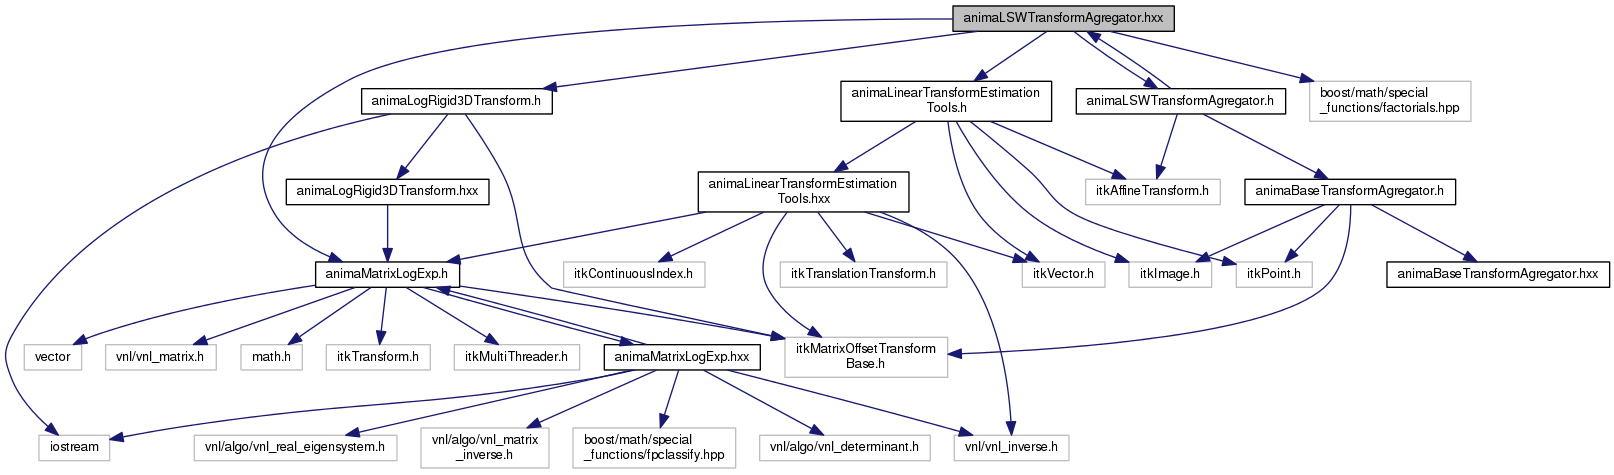 animaLSWTransformAgregator.hxx
animaLogRigid3DTransform.h
animaLinearTransformEstimation
Tools.h
animaLSWTransformAgregator.h
boost/math/special
_functions/factorials.hpp
animaLogRigid3DTransform.hxx
animaLinearTransformEstimation
Tools.hxx
itkAffineTransform.h
animaBaseTransformAgregator.h
animaMatrixLogExp.h
itkContinuousIndex.h
itkTranslationTransform.h
itkVector.h
itkImage.h
itkPoint.h
animaBaseTransformAgregator.hxx
vector
vnl/vnl_matrix.h
math.h
itkTransform.h
itkMultiThreader.h
animaMatrixLogExp.hxx
itkMatrixOffsetTransform
Base.h
iostream
vnl/algo/vnl_real_eigensystem.h
vnl/algo/vnl_matrix
_inverse.h
boost/math/special
_functions/fpclassify.hpp
vnl/algo/vnl_determinant.h
vnl/vnl_inverse.h